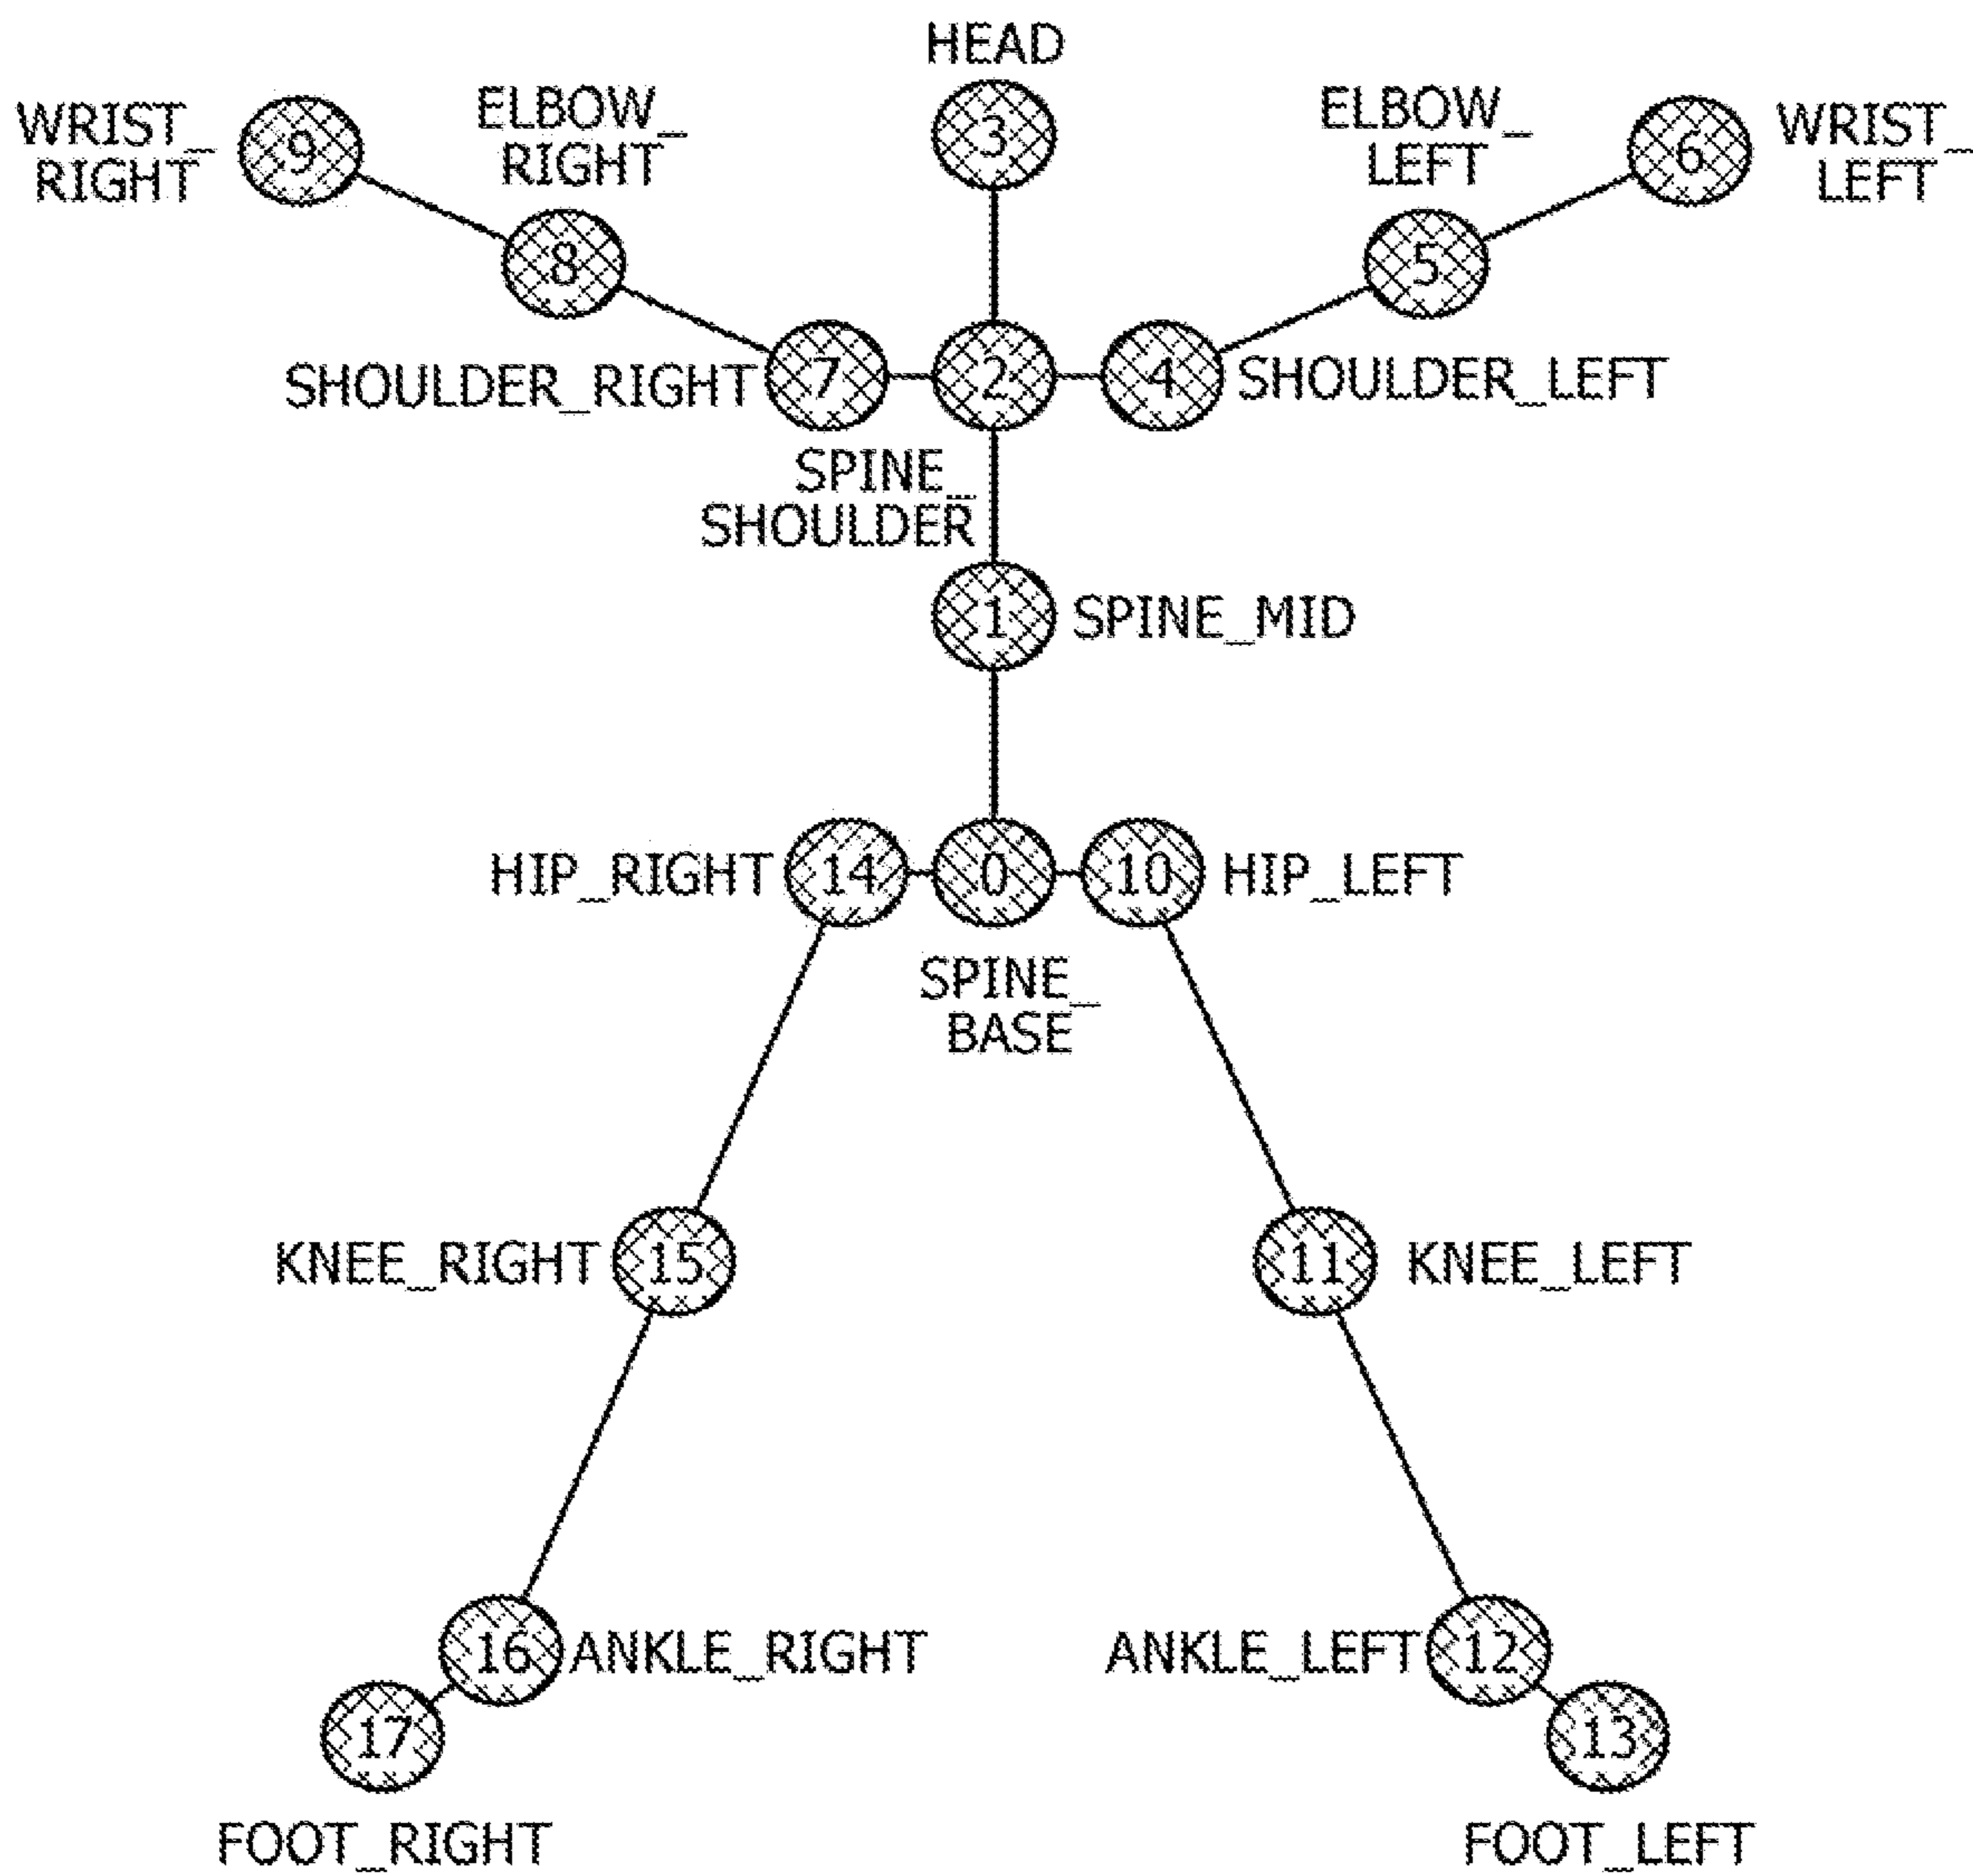 HEAD
3
WRIST_
RIGHT
9
ELBOW_
RIGHT
8
ELBOW_
LEFT
5
6
WRIST_
LEFT
SHOULDER_RIGHT
7
2
4
SHOULDER_LEFT
SPINE_
SHOULDER
1
SPINE_MID
HIP_RIGHT
14
0
10
HIP_LEFT
SPINE_
BASE
KNEE_RIGHT
15
11
KNEE_LEFT
16
ANKLE_RIGHT
ANKLE_LEFT
12
17
13
FOOT_RIGHT
FOOT_LEFT